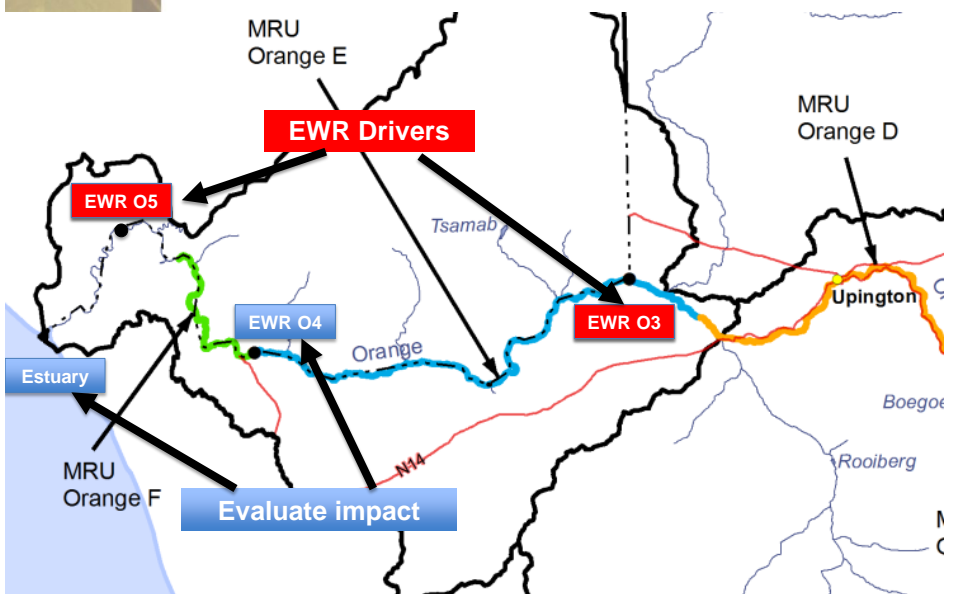 MRU
Orange E
EWR Drivers
MRU
Orange D
EWR O5
Tsamab
Upington
EWR O4
EWR O3
Orange
Estuary
Boegoe
N14
MRU
Orange F
Rooiberg
Evaluate impact